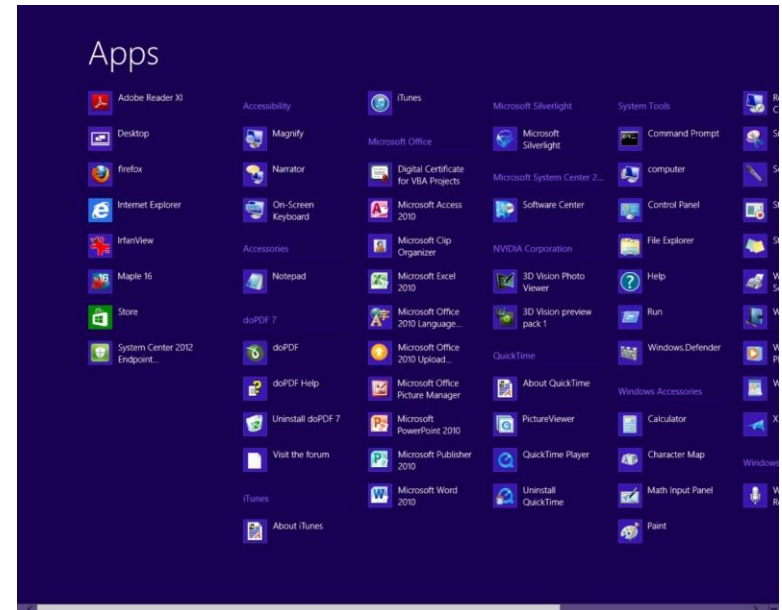 Apps
Adobe Reader XI
Desktop
firefox
Internet Explorer
IrfanView
Maple 16
Store
System Center 2012
Endpoint...
Accessibility
Magnify
Narrator
On-Screen
Keyboard
Accessories
Notepad
doPDF 7
doPDF
doPDF Help
Uninstall doPDF 7
Visit the forum
iTunes
About iTunes
iTunes
Microsoft Office
Digital Certificate
for VBA Projects
Microsoft Access
2010
Microsoft Clip
Organizer
Microsoft Excel
2010
Microsoft Office
2010 Language...
Microsoft Office
2010 Upload...
Microsoft Office
Picture Manager
Microsoft
PowerPoint 2010
Microsoft Publisher
2010
Microsoft Word
2010
Microsoft Silverlight
Microsoft
Silverlight
Microsoft System Center 2...
Software Center
NVIDIA Corporation
3D Vision Photo
Viewer
3D Vision preview
pack 1
QuickTime
About QuickTime
PictureViewer
QuickTime Player
Uninstall
QuickTime
System Tools
Command Prompt
computer
Control Panel
File Explorer
Help
Run
Windows Defender
Windows Accessories
Calculator
Character Map
Math Input Panel
Paint
Windows